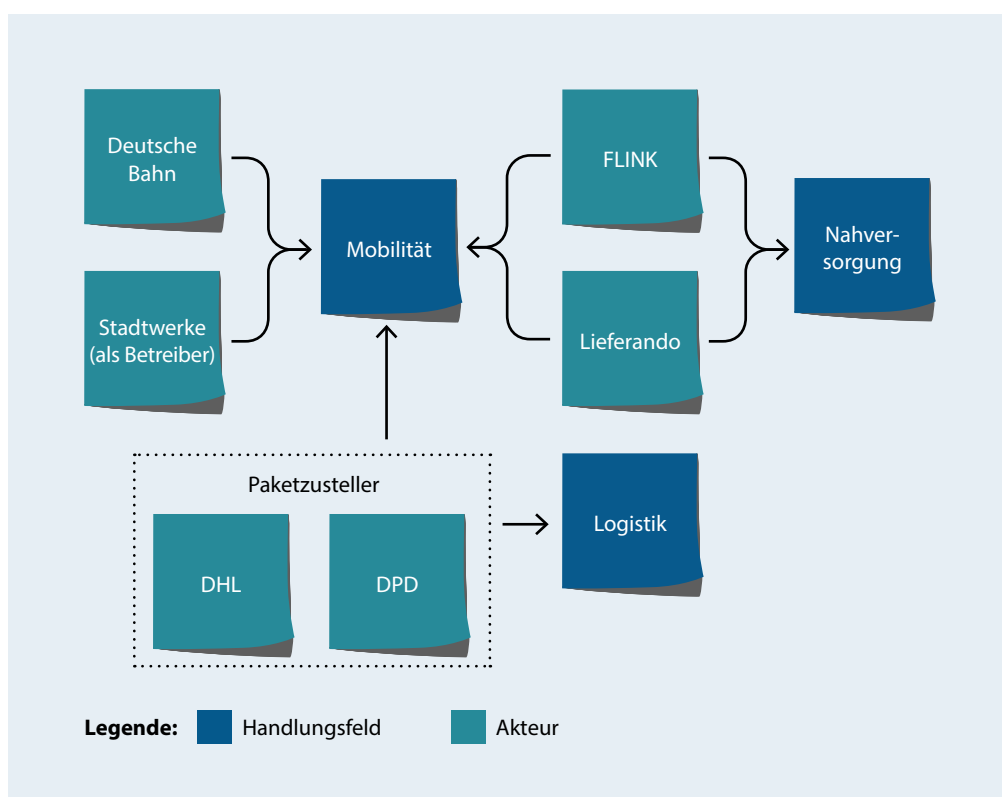 Deutsche
Bahn
Mobilität
FLINK
Nahver-
sorgung
Stadtwerke
(als Betreiber)
Lieferando
Paketzusteller
DHL
DPD
Logistik
Legende: Handlungsfeld Akteur